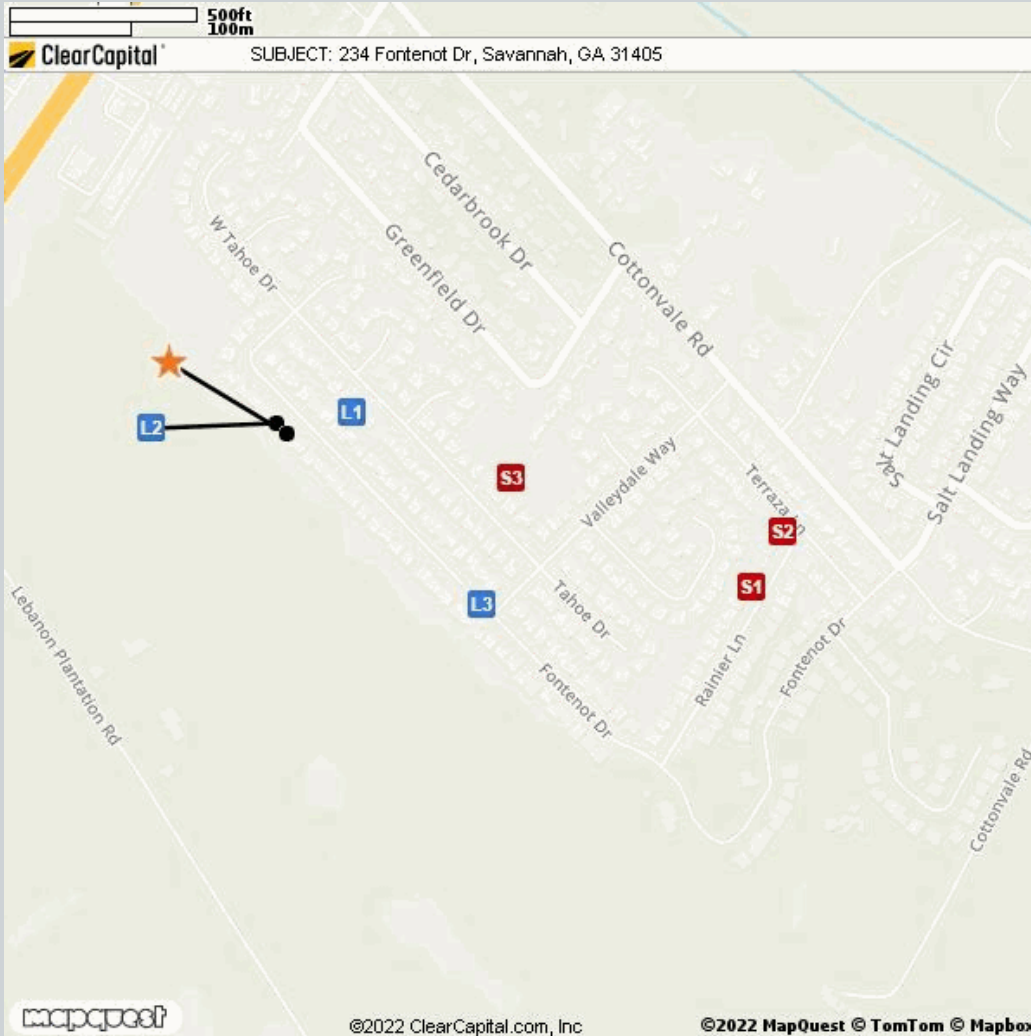 500ft
100m
ClearCapital
SUBJECT: 234 Fontenot Dr, Savannah, GA 31405
Cedarbrook Dr
W Tahoe Dr
Greenfield Dr
Cottonvale Rd
Salt Landing Cir
Salt Landing Way
L1
L2
S3
Valleydale Way
Terraza Ln
S2
S1
L3
Tahoe Dr
Lebanon Plantation Rd
Rainier Ln
Fontenot Dr
Fontenot Dr
Cottonvale Rd
mapquest
©2022 ClearCapital.com, Inc
©2022 MapQuest © TomTom © Mapbox